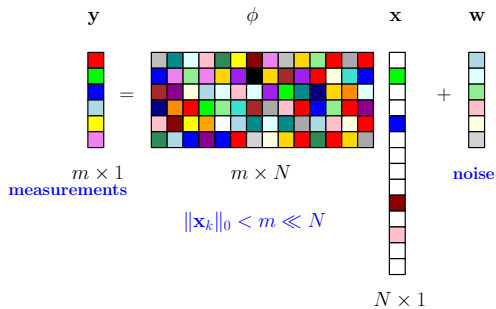 y ϕ x w
= +
m × 1 m × N
measurements noise
‖x_k‖_0 < m ≪ N
N × 1